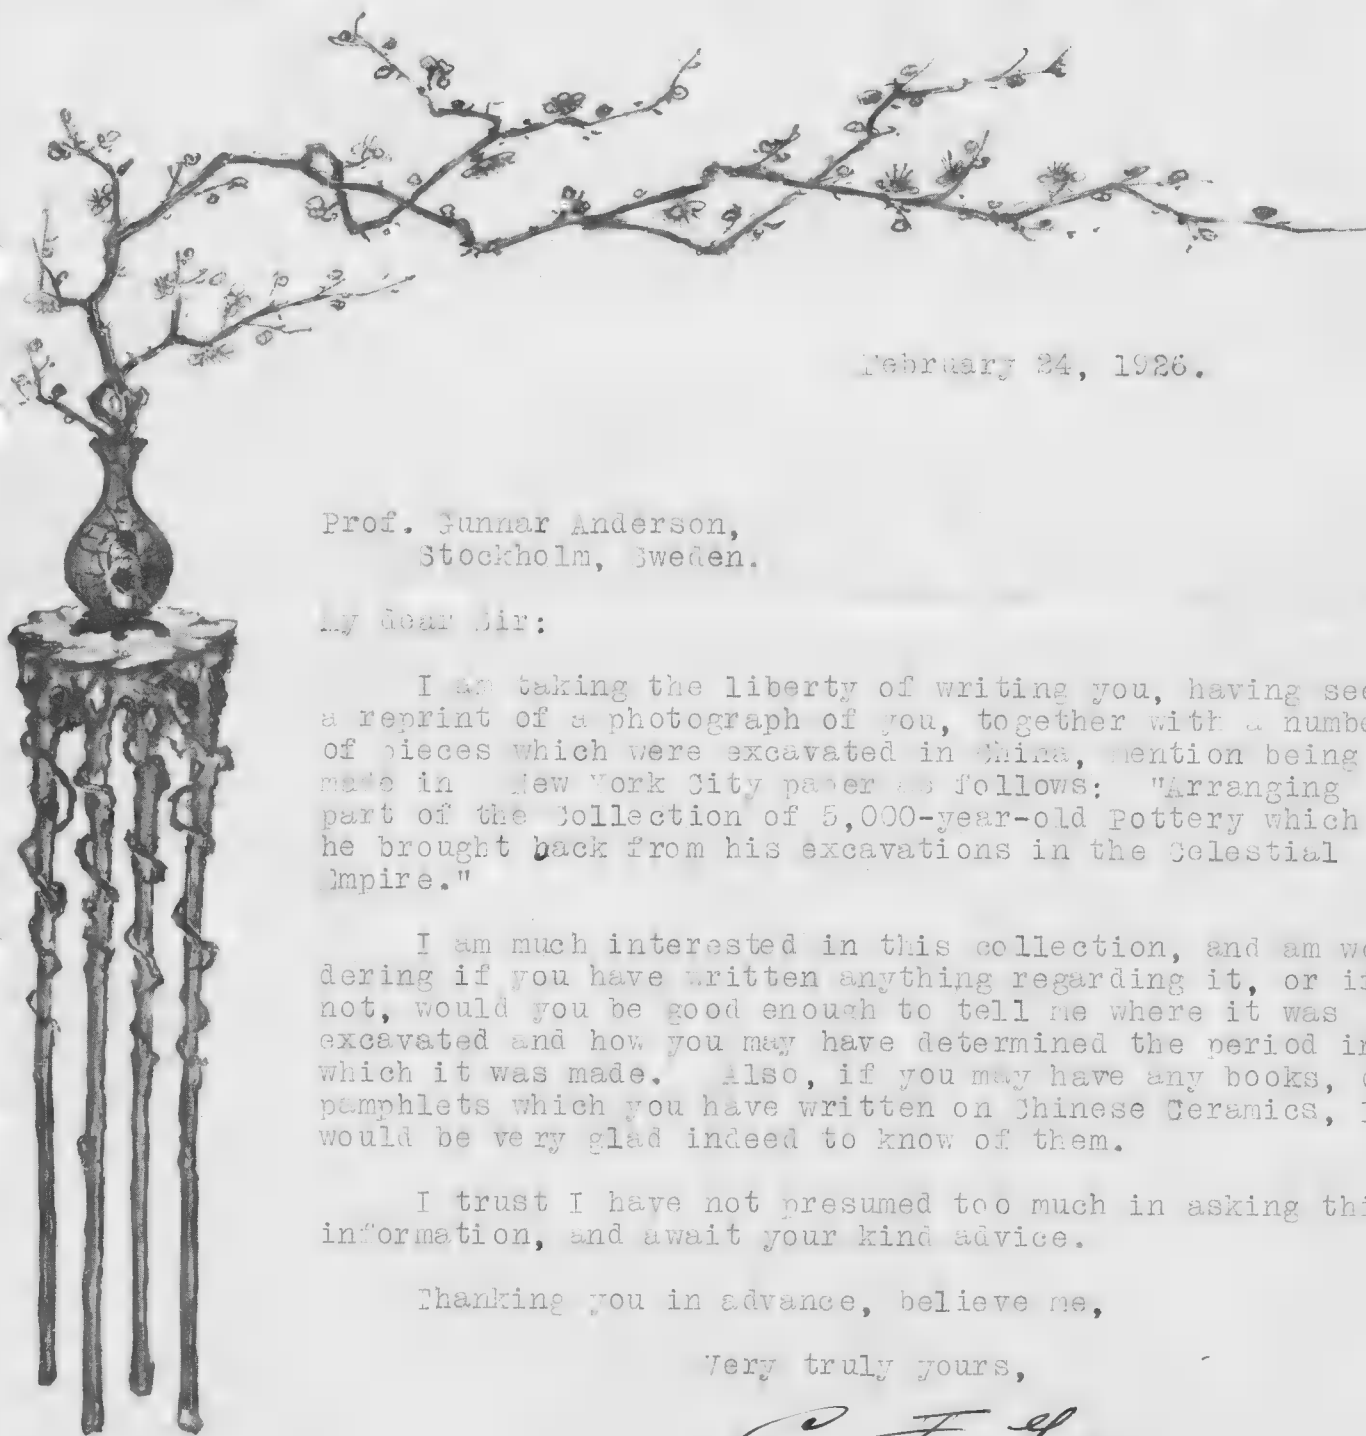 February 24, 1926.
Prof. Gunnar Anderson,
Stockholm, Sweden.
My dear Sir:
I am taking the liberty of writing you, having see
a reprint of a photograph of you, together with a numbe
of pieces which were excavated in China, mention being
made in New York City paper as follows: "Arranging
part of the Collection of 5,000-year-old Pottery which
he brought back from his excavations in the Celestial
Empire."
I am much interested in this collection, and am wo
dering if you have written anything regarding it, or if
not, would you be good enough to tell me where it was
excavated and how you may have determined the period in
which it was made. Also, if you may have any books,
pamphlets which you have written on Chinese Ceramics, I
would be very glad indeed to know of them.
I trust I have not presumed too much in asking thi
information, and await your kind advice.
Thanking you in advance, believe me,
Very truly yours,